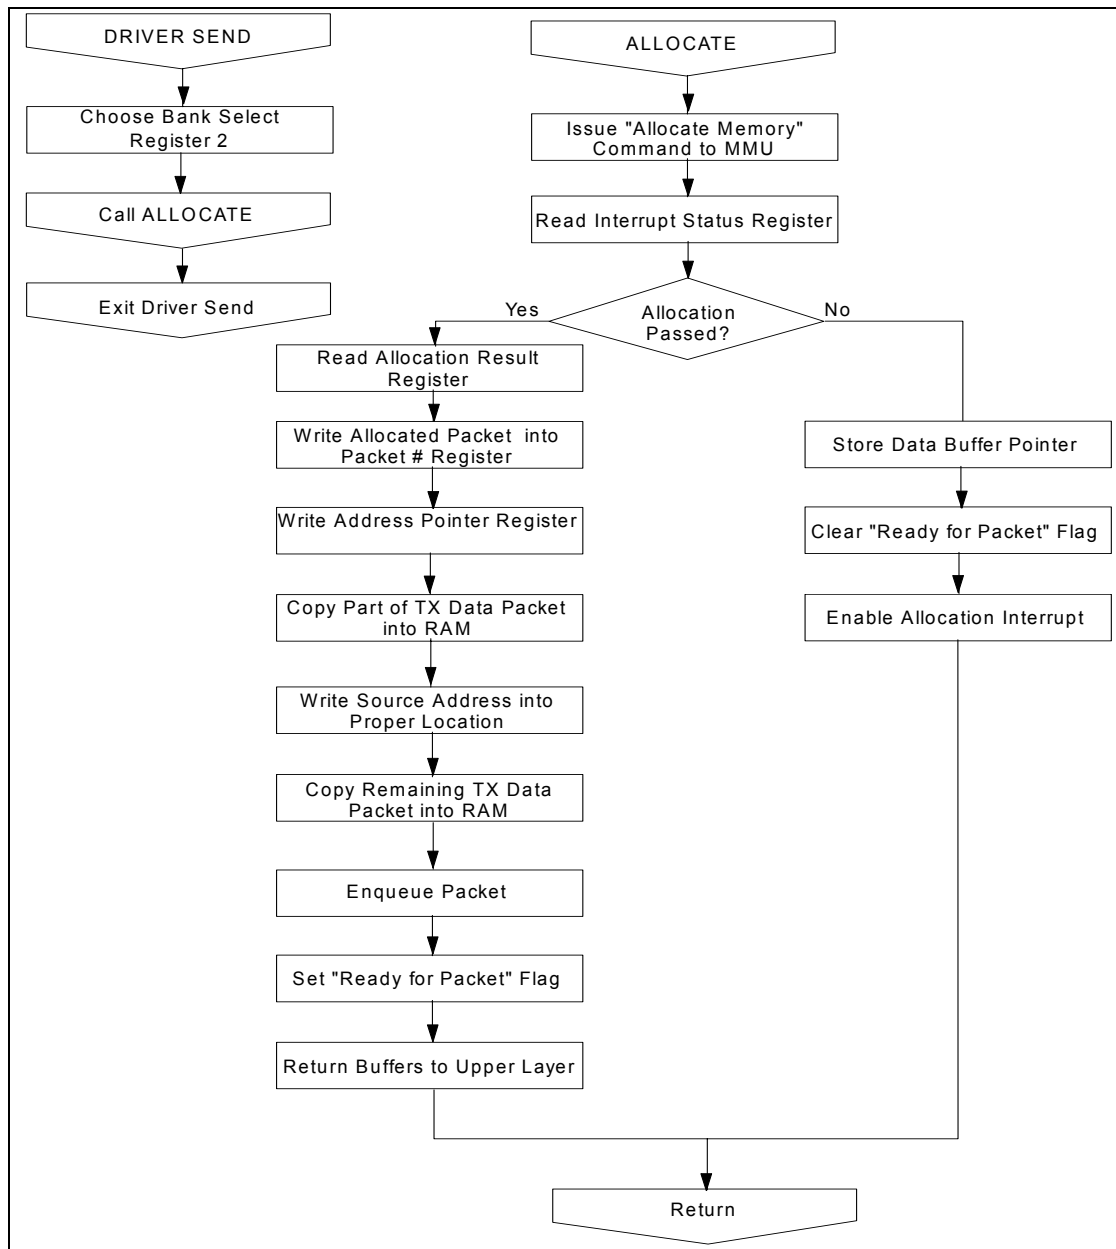 DRIVER SEND
Choose Bank Select
Register 2
Call ALLOCATE
Exit Driver Send
ALLOCATE
Issue "Allocate Memory"
Command to MMU
Read Interrupt Status Register
Allocation
Passed?
Yes
No
Read Allocation Result
Register
Write Allocated Packet into
Packet # Register
Write Address Pointer Register
Copy Part of TX Data Packet
into RAM
Write Source Address into
Proper Location
Copy Remaining TX Data
Packet into RAM
Enqueue Packet
Set "Ready for Packet" Flag
Return Buffers to Upper Layer
Store Data Buffer Pointer
Clear "Ready for Packet" Flag
Enable Allocation Interrupt
Return